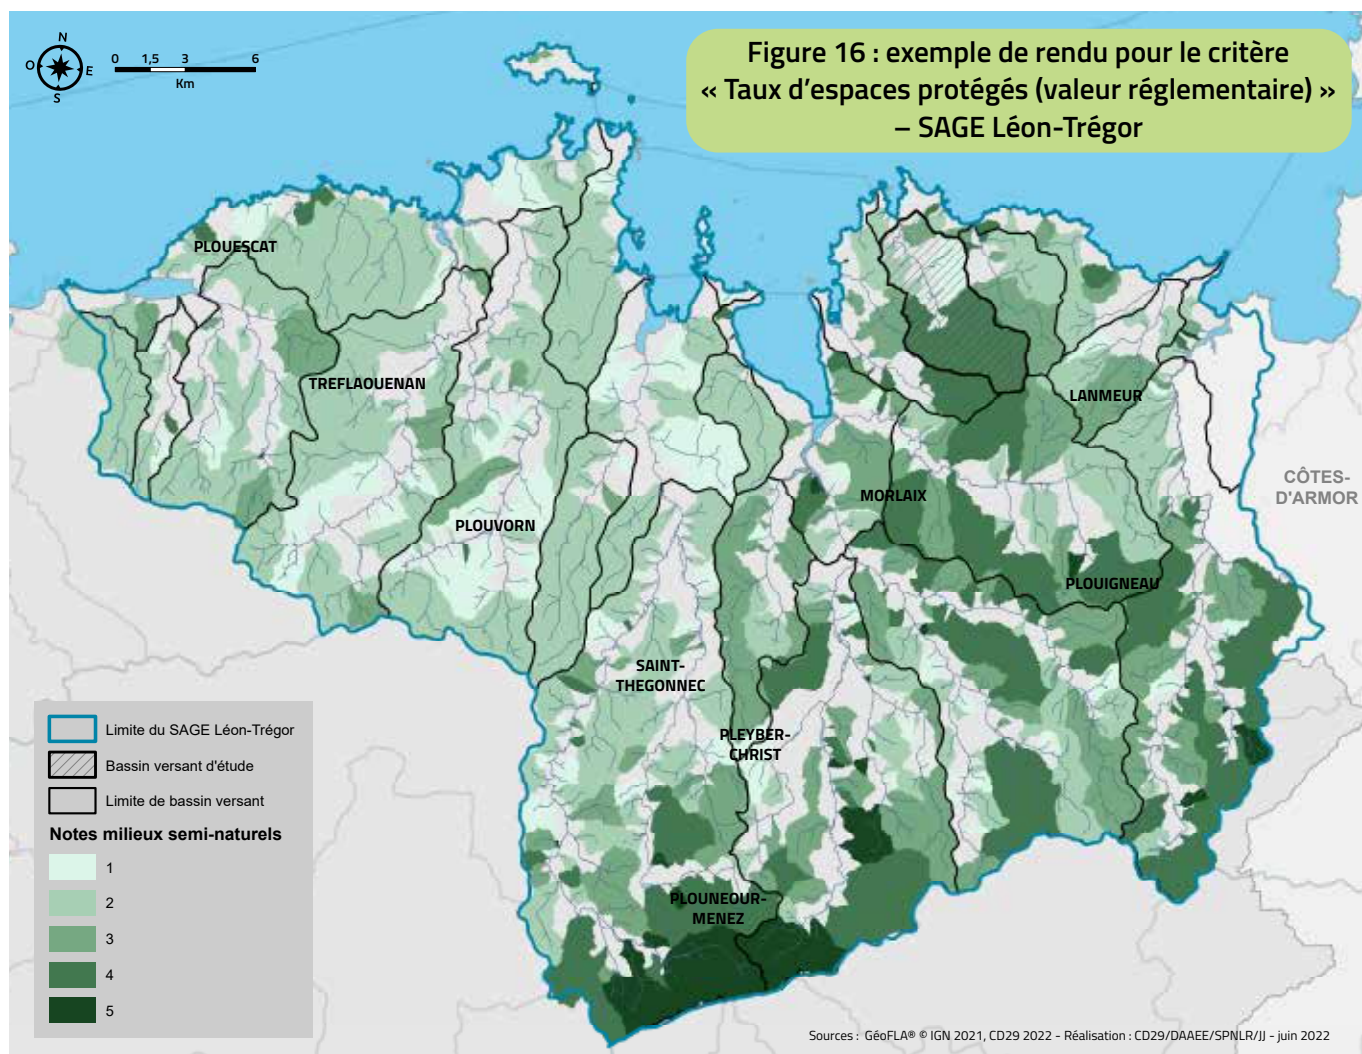 Figure 16 : exemple de rendu pour le critère
« Taux d'espaces protégés (valeur réglementaire) »
– SAGE Léon-Trégor
N
O
E
S
0 1,5 3 6
Km
PLOUESCAT
TREFLAOUENAN
LANMEUR
CÔTES-
D'ARMOR
MORLAIX
PLOUVORN
PLOUIGNEAU
SAINT-
THEGONNEC
PLEYBER-
CHRIST
PLOUNEOUR-
MENEZ
Limite du SAGE Léon-Trégor
Bassin versant d'étude
Limite de bassin versant
Notes milieux semi-naturels
1
2
3
4
5
Sources : GéoFLA® © IGN 2021, CD29 2022 - Réalisation : CD29/DAAEE/SPNLR/JJ - juin 2022